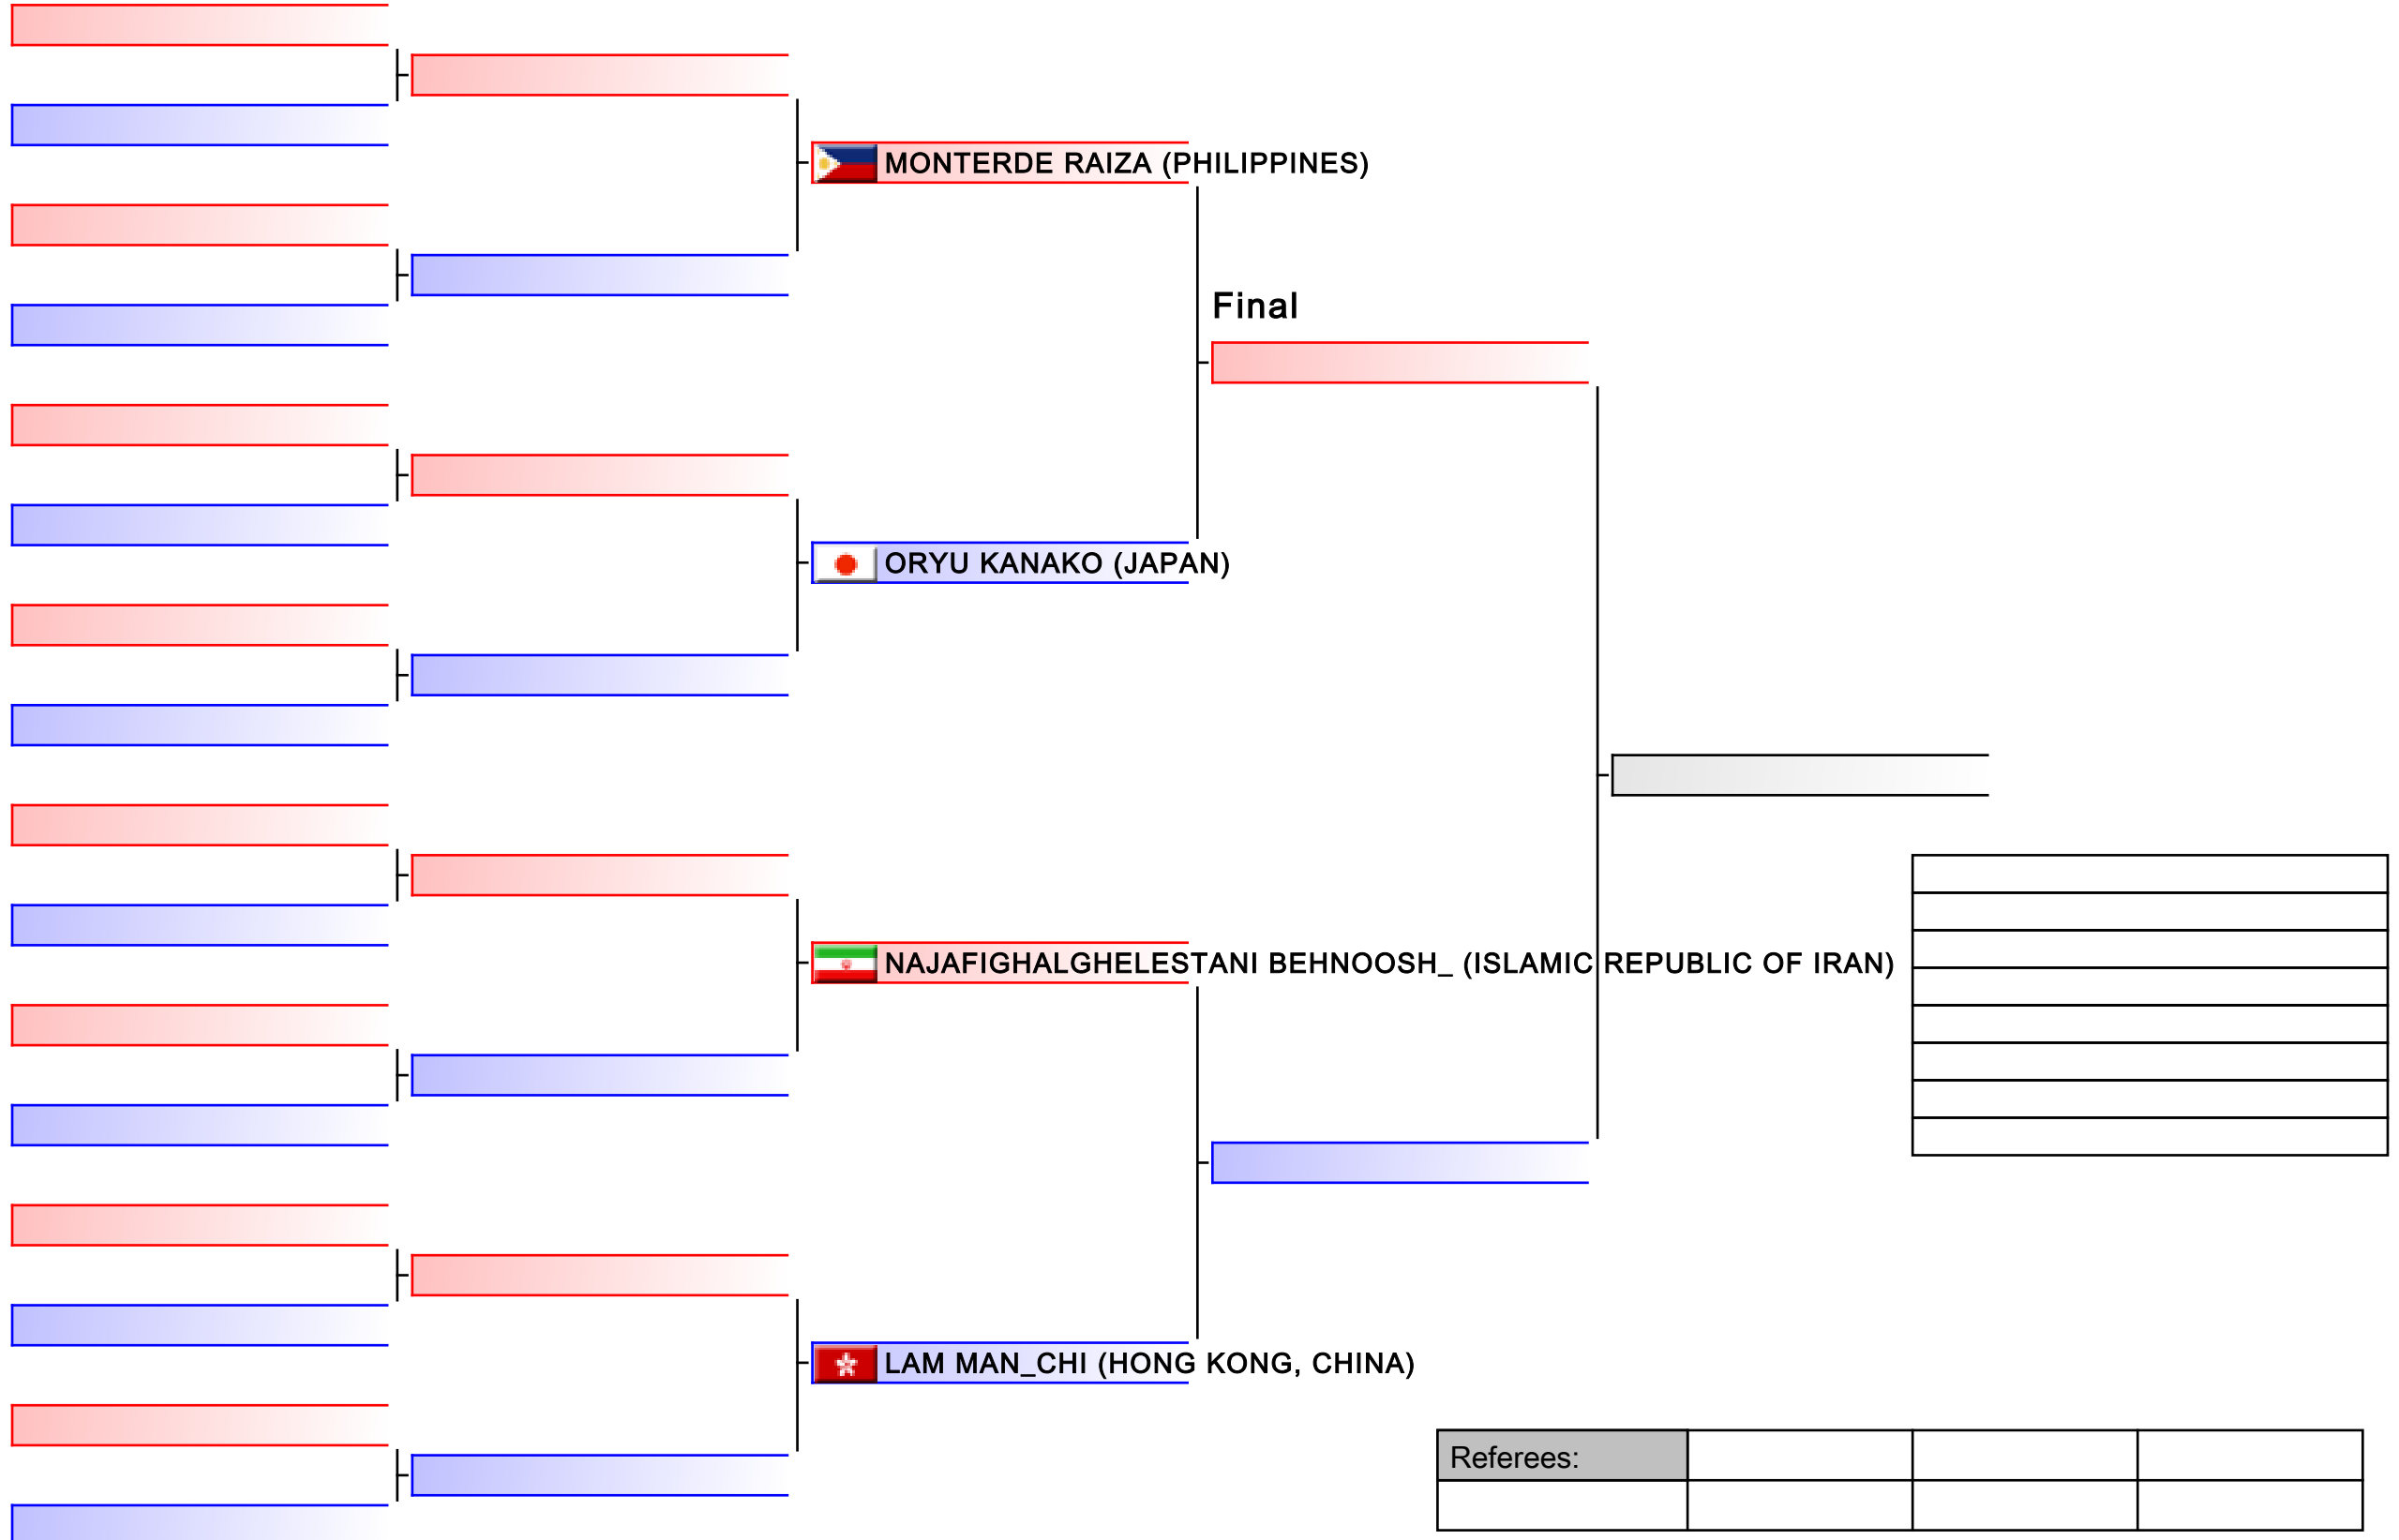 MONTERDE RAIZA (PHILIPPINES)
Final
ORYU KANAKO (JAPAN)
NAJAFIGHALGHELESTANI BEHNOOSH_ (ISLAMIC REPUBLIC OF IRAN)
LAM MAN_CHI (HONG KONG, CHINA)
Referees: